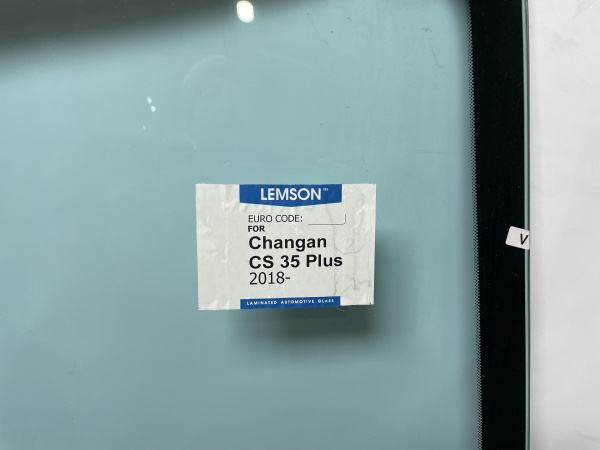 LEMSON™
EURO CODE:
FOR
Changan
CS 35 Plus
2018-
LAMINATED AUTOMOTIVE GLASS
V